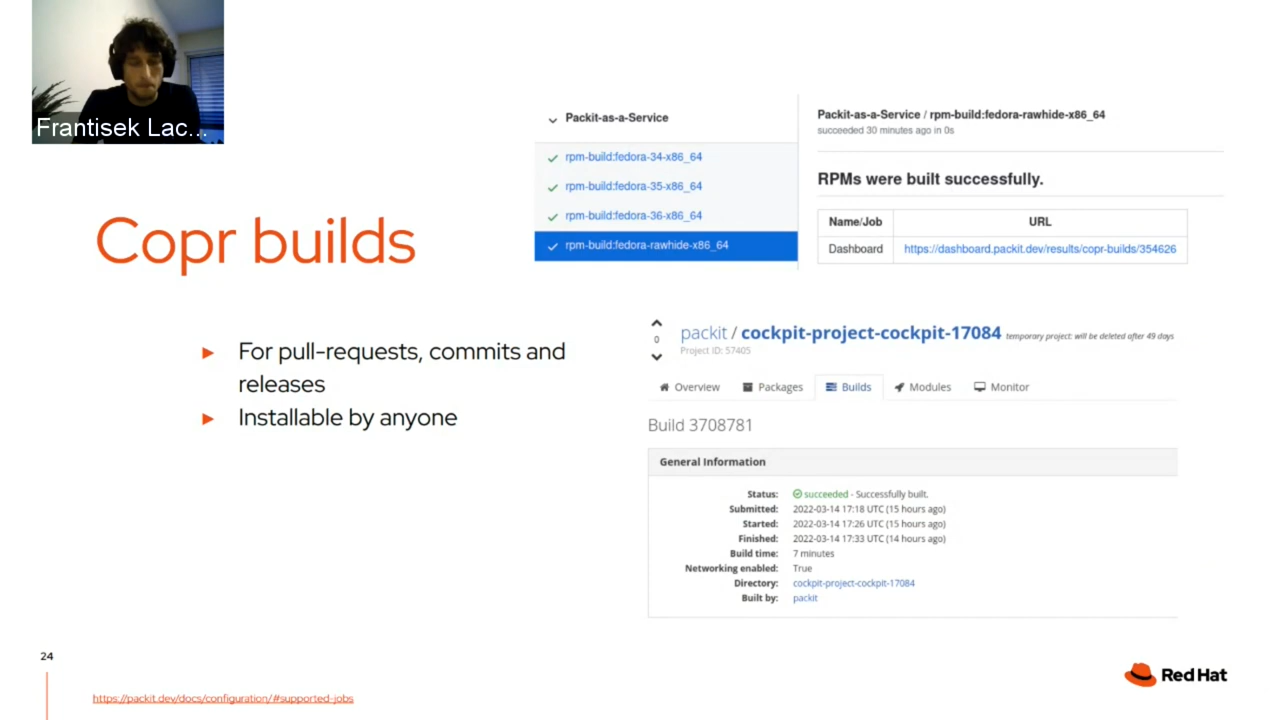 Frantisek Lac...
Packit-as-a-Service
rpm-build:fedora-34-x86_64
rpm-build:fedora-35-x86_64
rpm-build:fedora-36-x86_64
rpm-build:fedora-rawhide-x86_64
Packit-as-a-Service / rpm-build:fedora-rawhide-x86_64
succeeded 30 minutes ago in 0s
RPMs were built successfully.
Name/Job URL
Dashboard https://dashboard.packit.dev/results/copr-builds/354626
Copr builds
For pull-requests, commits and
releases
Installable by anyone
0
packit / cockpit-project-cockpit-17084 temporary project: will be deleted after 49 days
Project ID: 57405
Overview Packages Builds Modules Monitor
Build 3708781
General Information
Status: succeeded - Successfully built.
Submitted: 2022-03-14 17:18 UTC (15 hours ago)
Started: 2022-03-14 17:26 UTC (15 hours ago)
Finished: 2022-03-14 17:33 UTC (14 hours ago)
Build time: 7 minutes
Networking enabled: True
Directory: cockpit-project-cockpit-17084
Built by: packit
24
https://packit.dev/docs/configuration/#supported-jobs
Red Hat